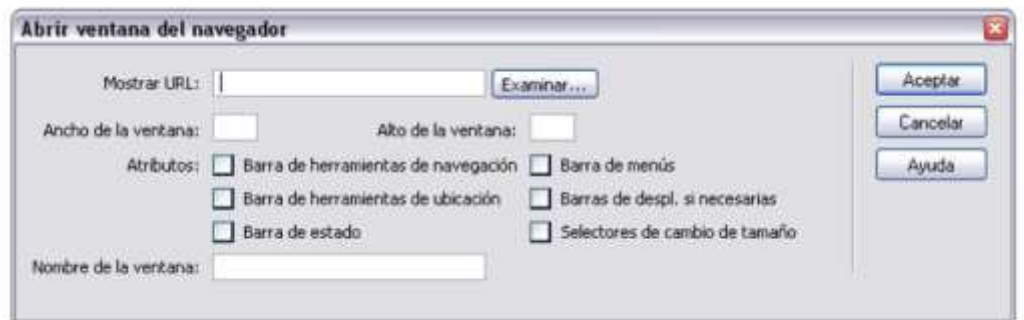 Abrir ventana del navegador
Mostrar URL: Examinar... Aceptar
Ancho de la ventana: Alto de la ventana: Cancelar
Atributos: Barra de herramientas de navegación Barra de menús Ayuda
Barra de herramientas de ubicación Barras de despl. si necesarias
Barra de estado Selectores de cambio de tamaño
Nombre de la ventana: